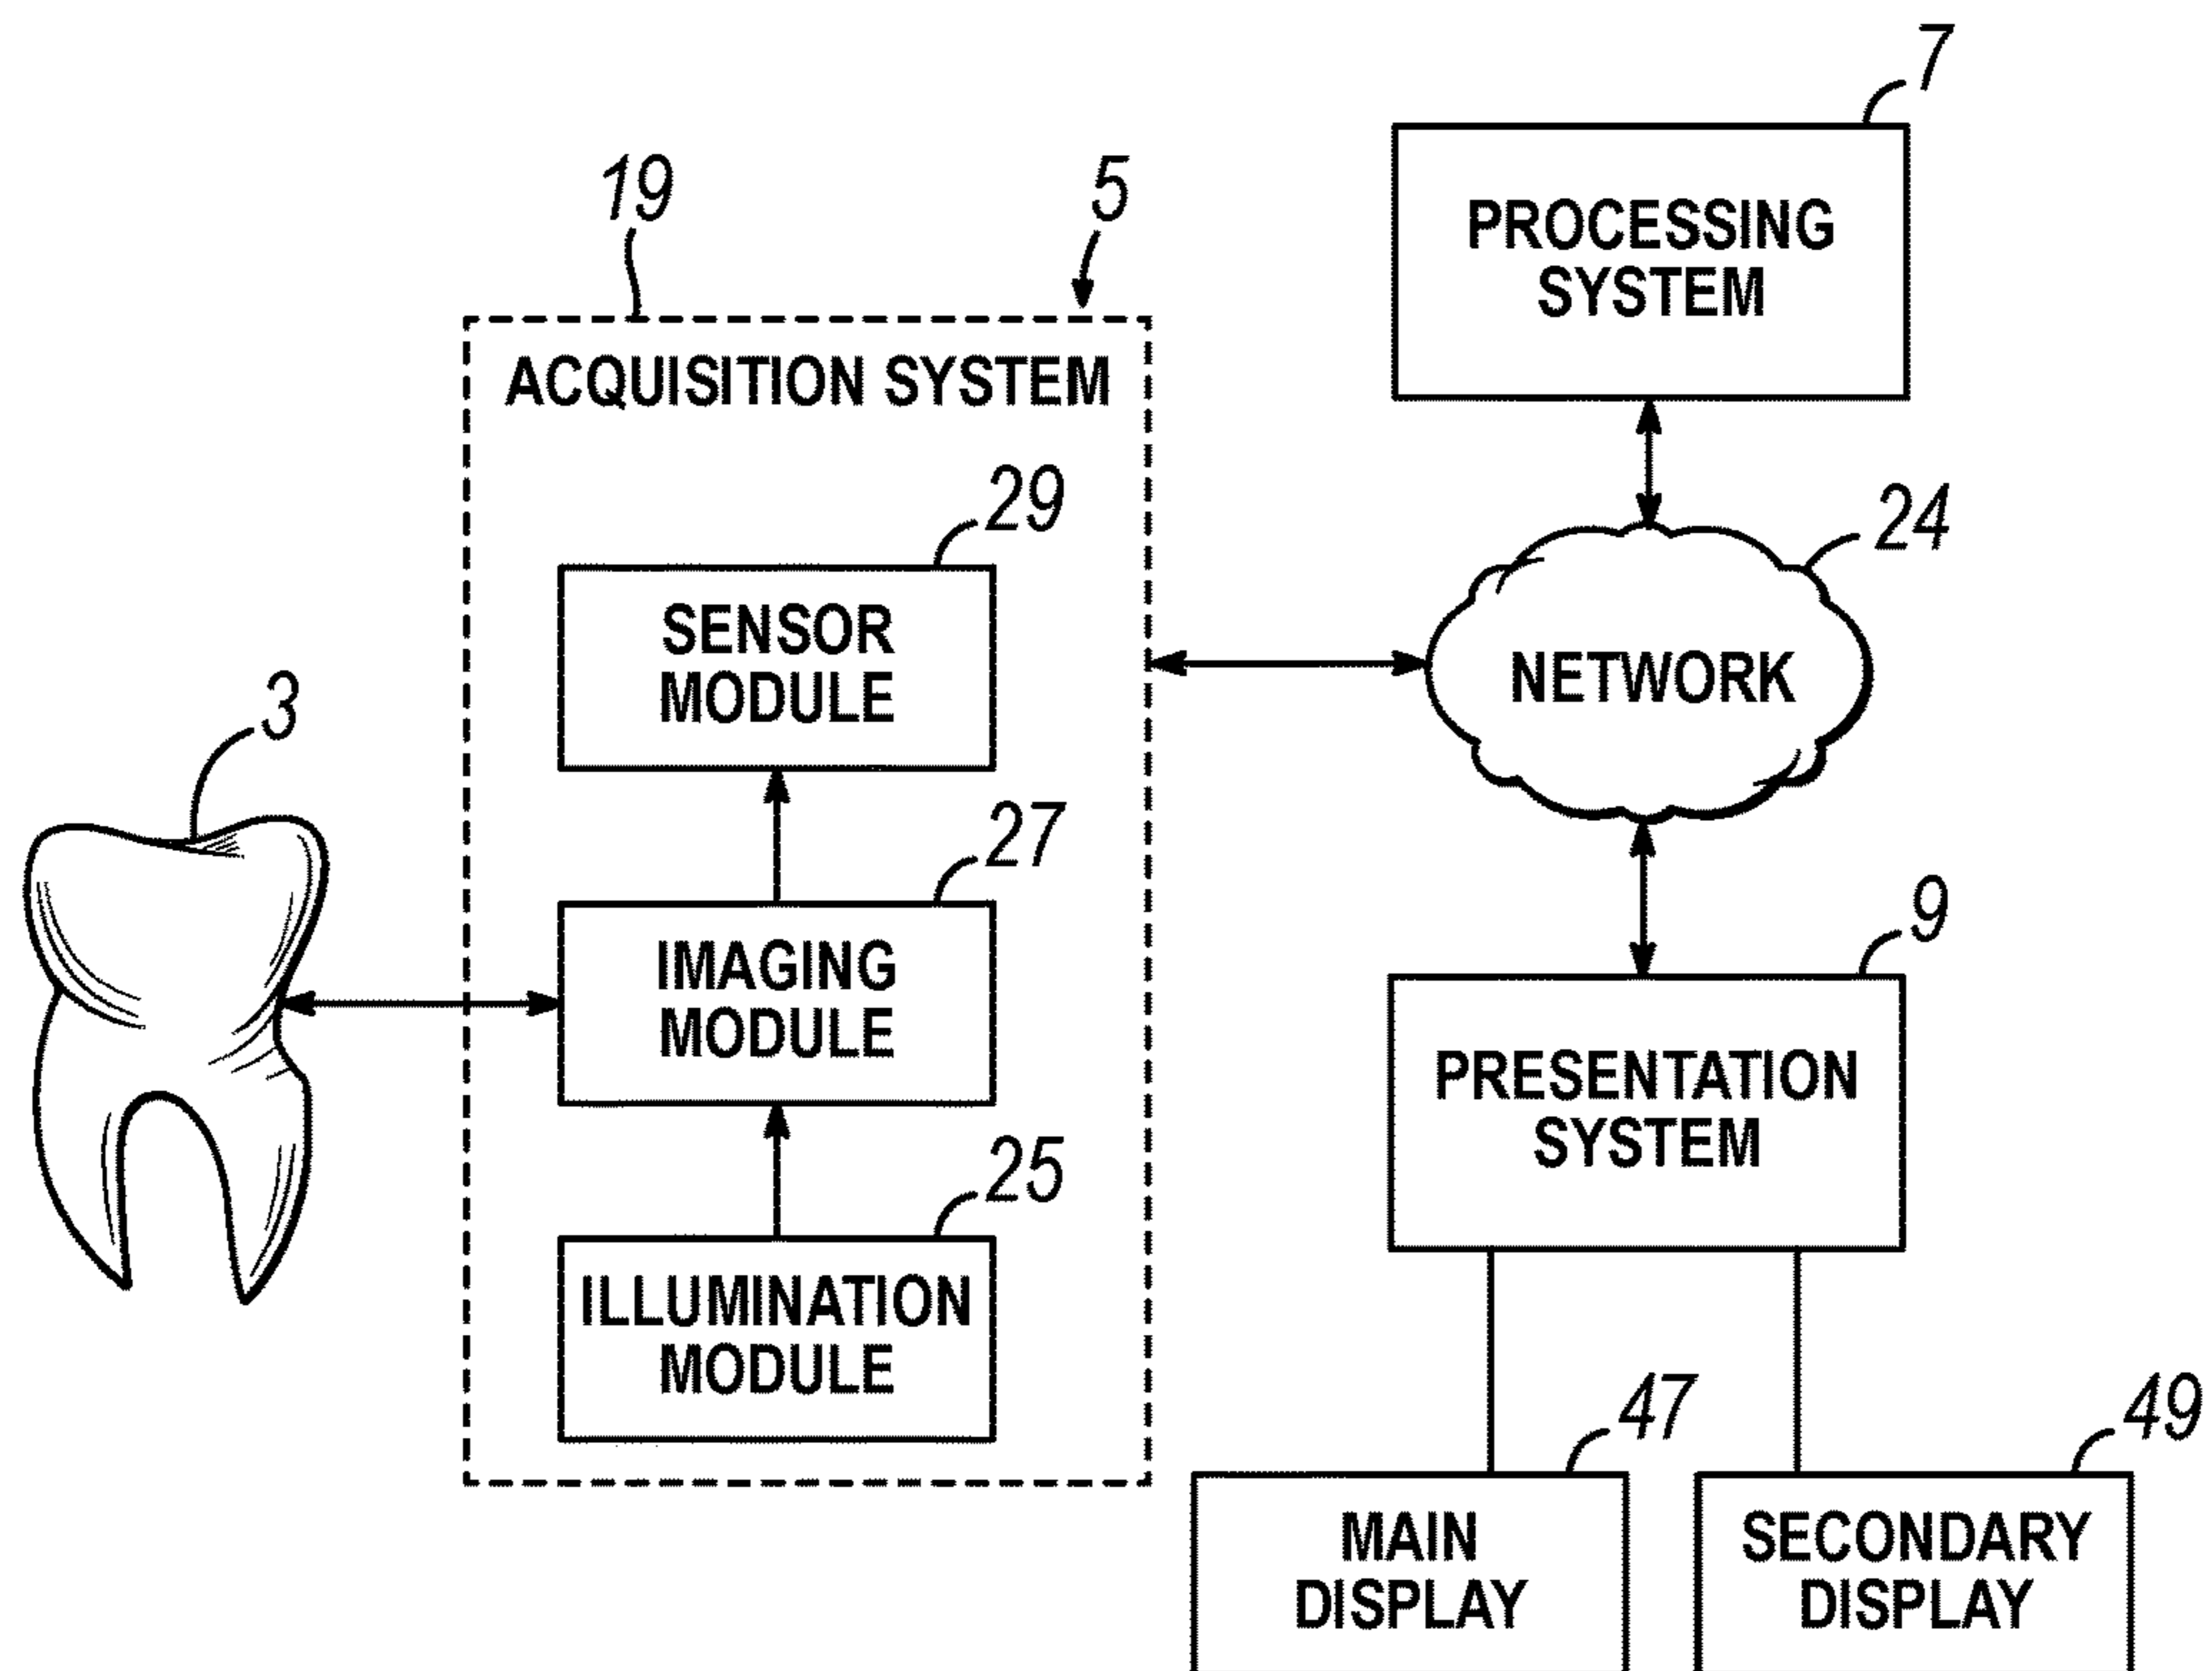 7
PROCESSING
SYSTEM
19
5
ACQUISITION SYSTEM
29
SENSOR
MODULE
24
NETWORK
3
27
IMAGING
MODULE
9
PRESENTATION
SYSTEM
25
ILLUMINATION
MODULE
47
MAIN
DISPLAY
49
SECONDARY
DISPLAY